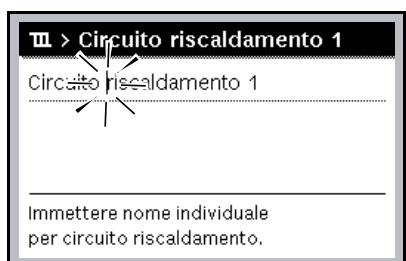 > Circuito riscaldamento 1
Circuito riscaldamento 1
Immettere nome individuale
per circuito riscaldamento.